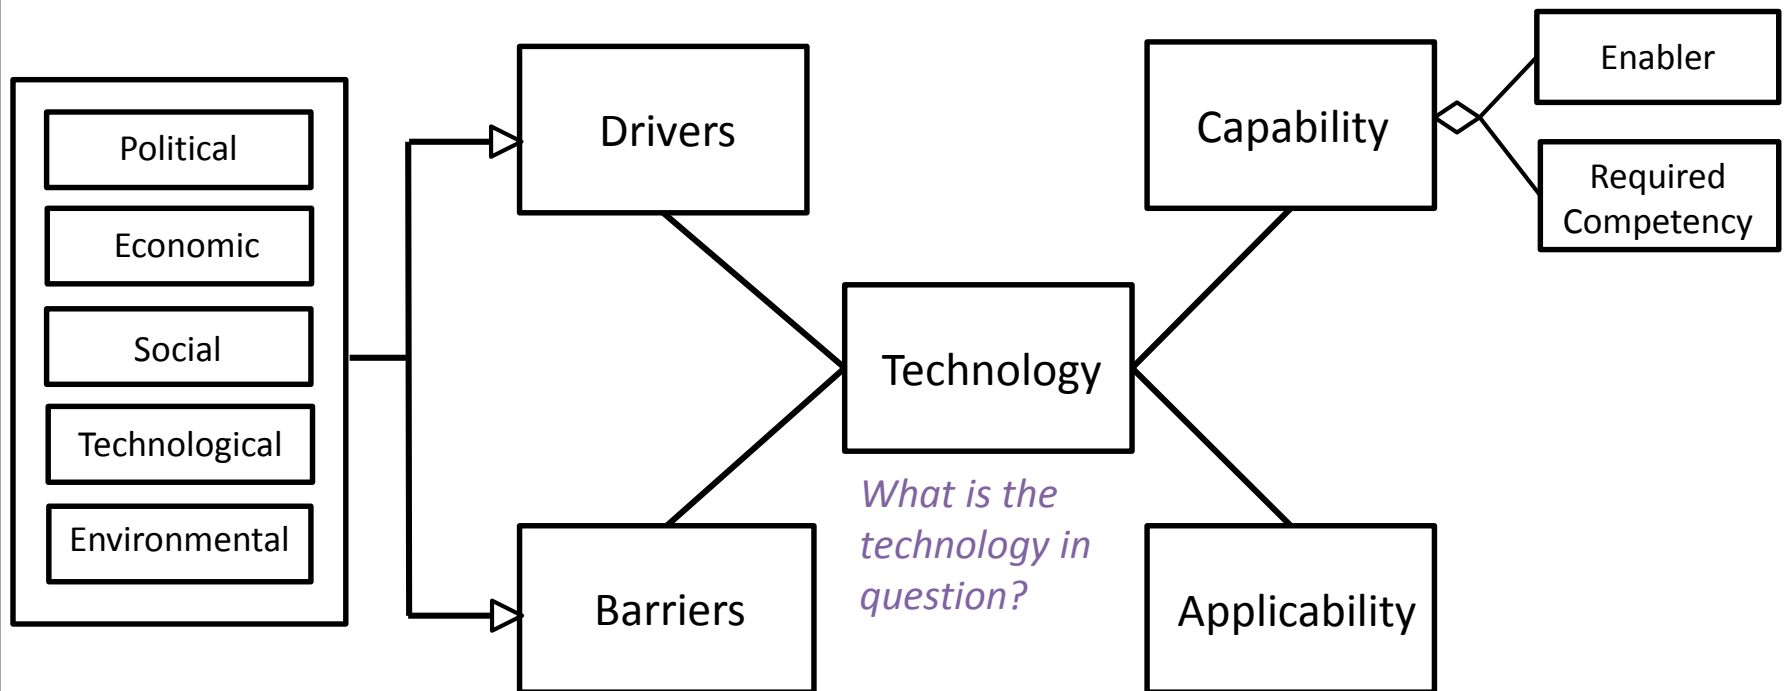 Political
Economic
Social
Technological
Environmental
Drivers
Barriers
Technology
What is the
technology in
question?
Capability
Applicability
Enabler
Required
Competency